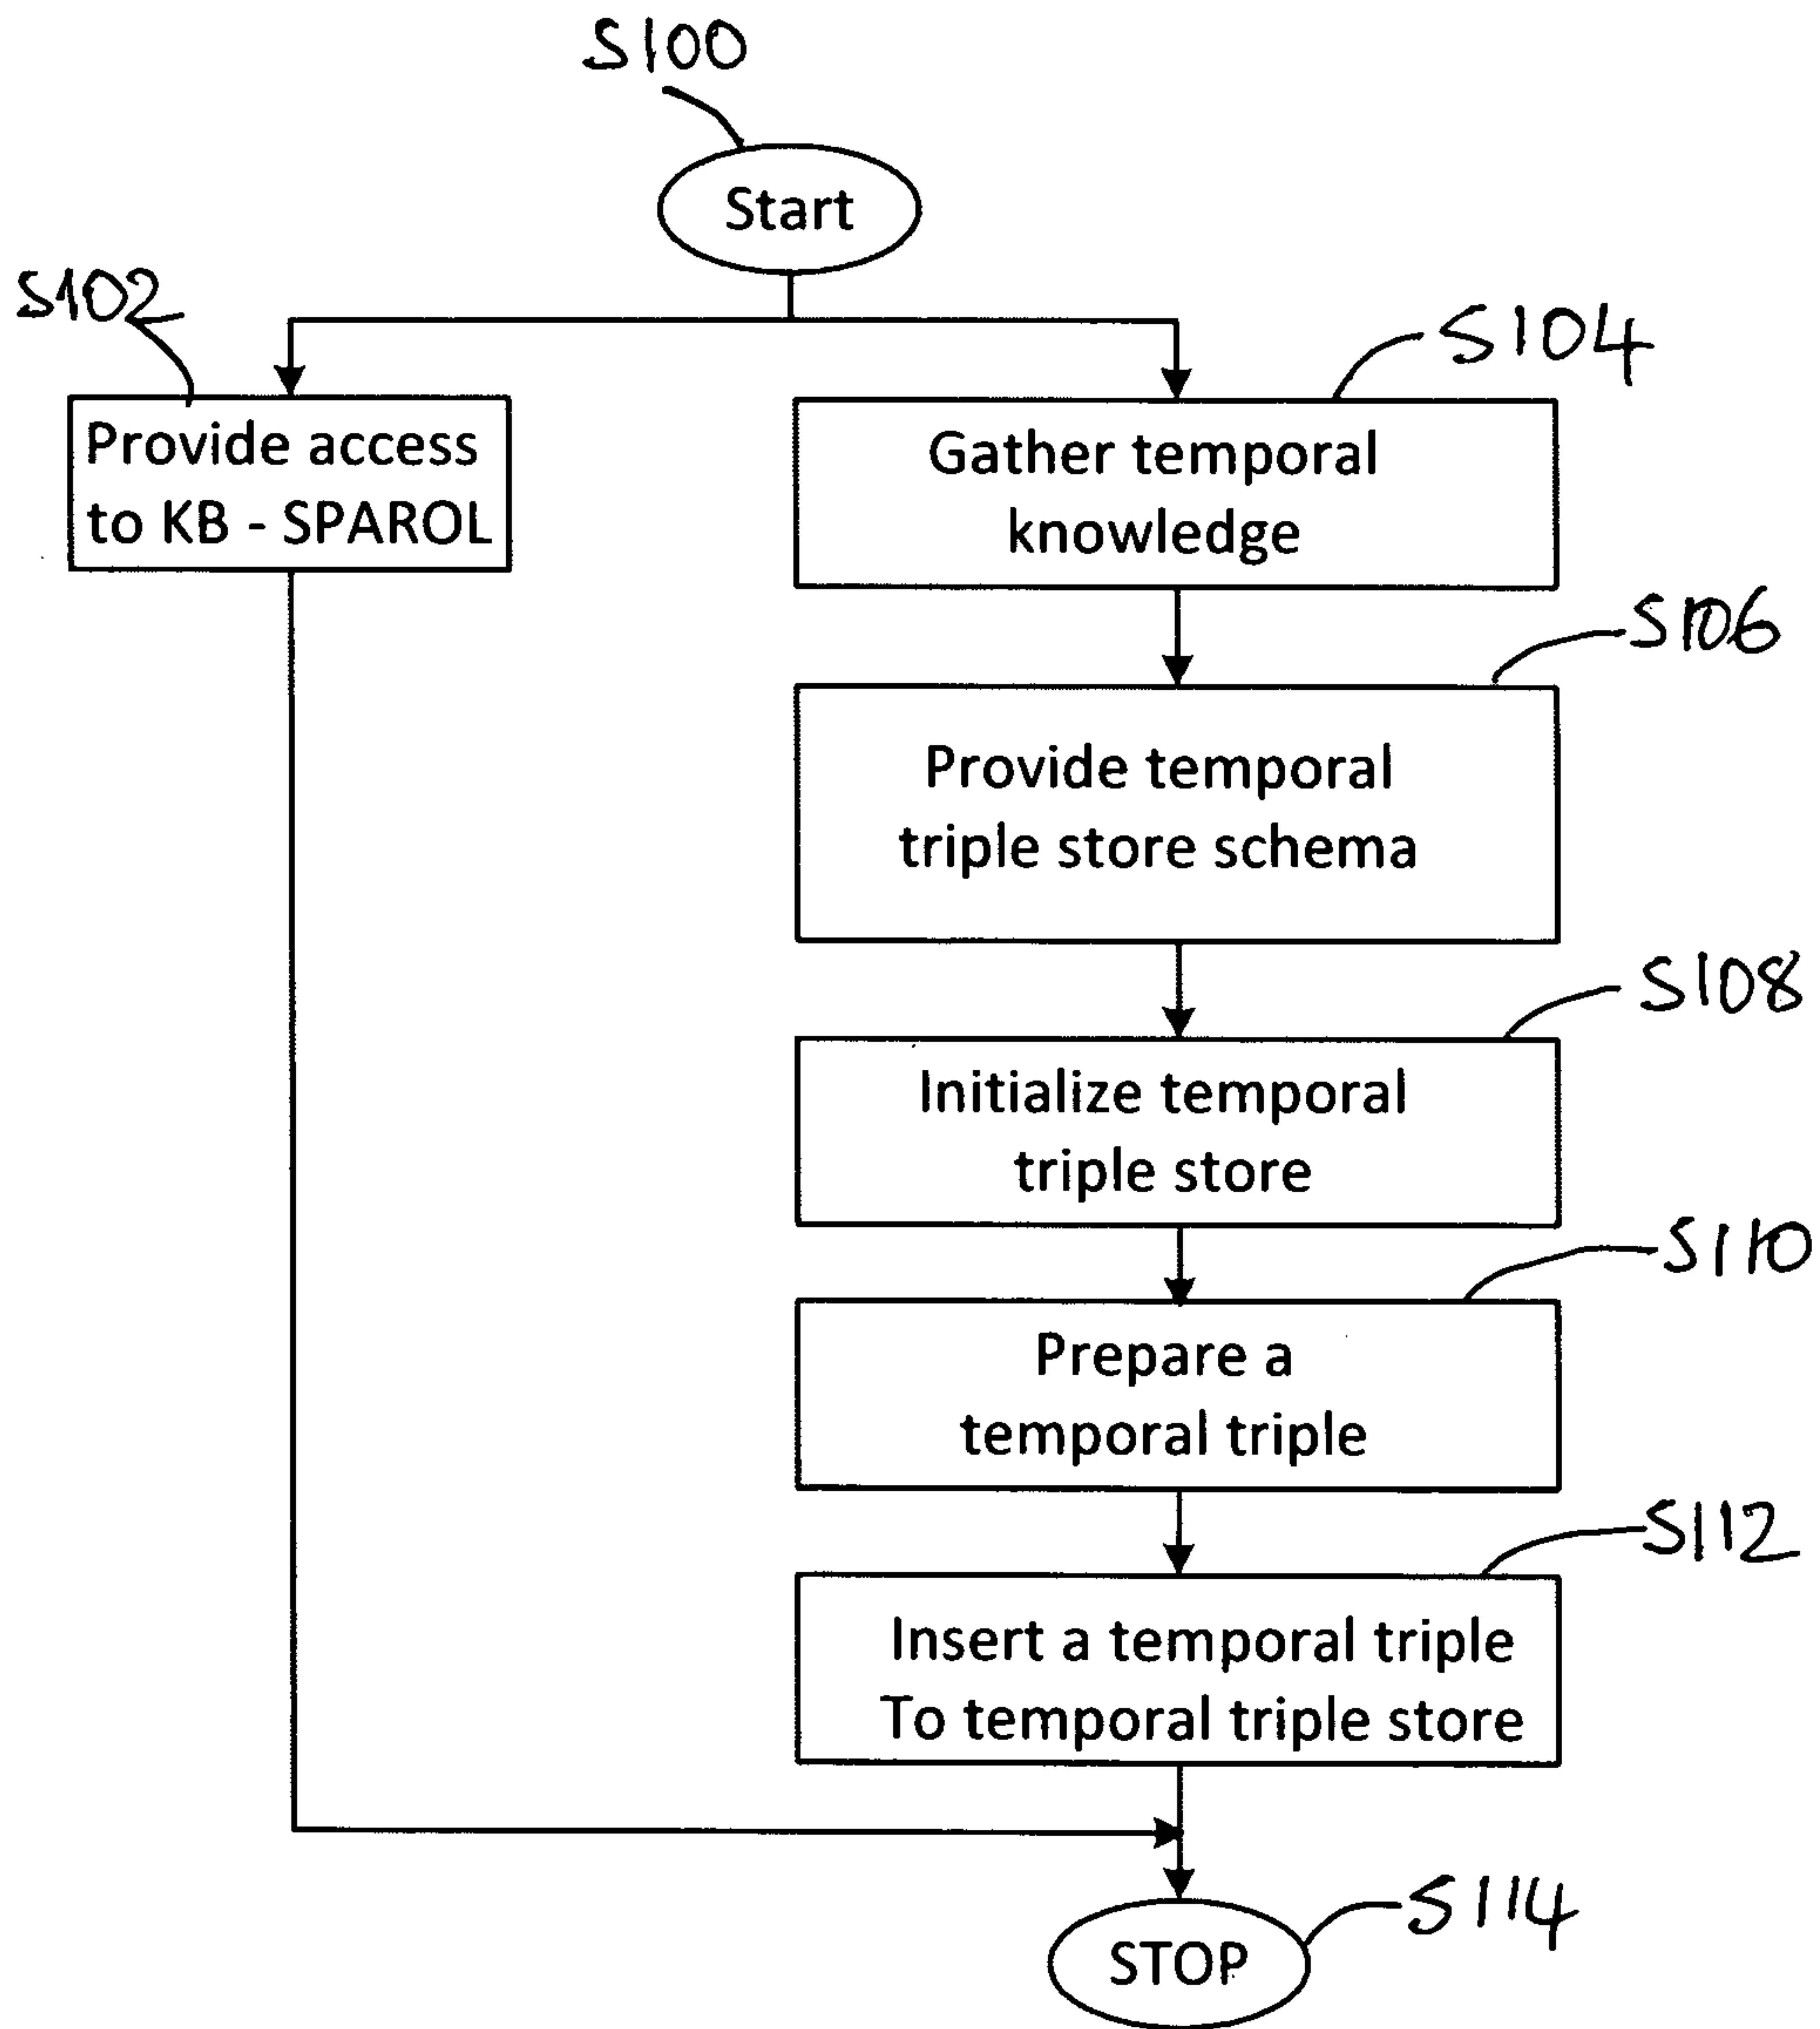 S100
Start
S102
Provide access
to KB - SPAROL
S104
Gather temporal
knowledge
S106
Provide temporal
triple store schema
S108
Initialize temporal
triple store
S110
Prepare a
temporal triple
S112
Insert a temporal triple
To temporal triple store
S114
STOP